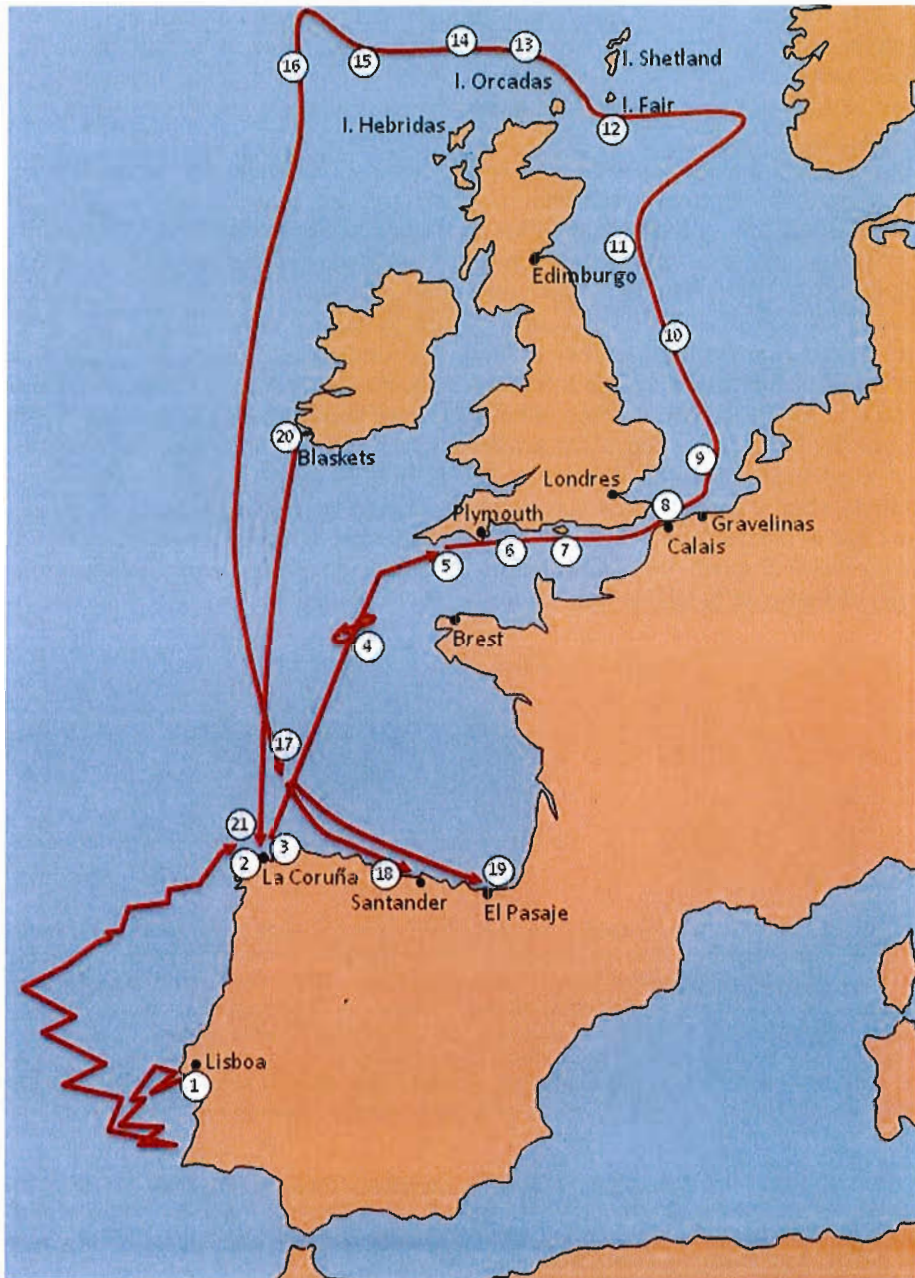 14
13
16
15
I. Shetland
I. Orcadas
I. Fair
I. Hebridas
12
11
Edimburgo
10
20
Blaskets
9
Londres
8
Plymouth
Gravelinas
5
6
7
Calais
4
Brest
17
21
2
3
La Coruña
18
19
Santander
El Pasaje
Lisboa
1